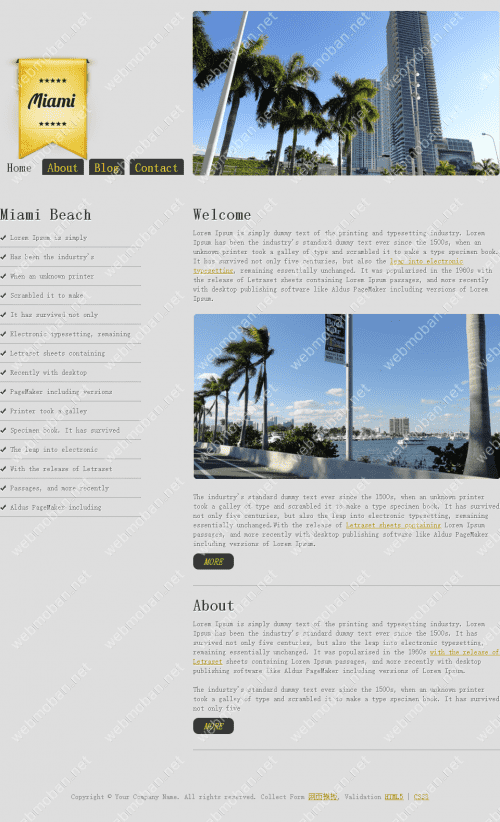 ★★★★★
Miami
★★★★★
Home About Blog Contact
Miami Beach
Lorem Ipsum is simply
Has been the industry's
When an unknown printer
Scrambled it to make
It has survived not only
Electronic typesetting, remaining
Letraset sheets containing
Recently with desktop
PageMaker including versions
Printer took a galley
Specimen book. It has survived
The leap into electronic
With the release of Letraset
Passages, and more recently
Aldus PageMaker including
Welcome
Lorem Ipsum is simply dummy text of the printing and typesetting industry. Lorem
Ipsum has been the industry's standard dummy text ever since the 1500s, when an
unknown printer took a galley of type and scrambled it to make a type specimen book.
It has survived not only five centuries, but also the leap into electronic
typesetting, remaining essentially unchanged. It was popularised in the 1960s with
the release of Letraset sheets containing Lorem Ipsum passages, and more recently
with desktop publishing software like Aldus PageMaker including versions of Lorem
Ipsum.
The industry's standard dummy text ever since the 1500s, when an unknown printer
took a galley of type and scrambled it to make a type specimen book. It has survived
not only five centuries, but also the leap into electronic typesetting, remaining
essentially unchanged.With the release of Letraset sheets containing Lorem Ipsum
passages, and more recently with desktop publishing software like Aldus PageMaker
including versions of Lorem Ipsum.
MORE
About
Lorem Ipsum is simply dummy text of the printing and typesetting industry. Lorem
Ipsum has been the industry's standard dummy text ever since the 1500s. It has
survived not only five centuries, but also the leap into electronic typesetting,
remaining essentially unchanged. It was popularised in the 1960s with the release of
Letraset sheets containing Lorem Ipsum passages, and more recently with desktop
publishing software like Aldus PageMaker including versions of Lorem Ipsum.
The industry's standard dummy text ever since the 1500s, when an unknown printer
took a galley of type and scrambled it to make a type specimen book. It has survived
not only five
MORE
Copyright © Your Company Name. All rights reserved. Collect Form 网页模板, Validation HTML5 | CSS3
webmoban.net